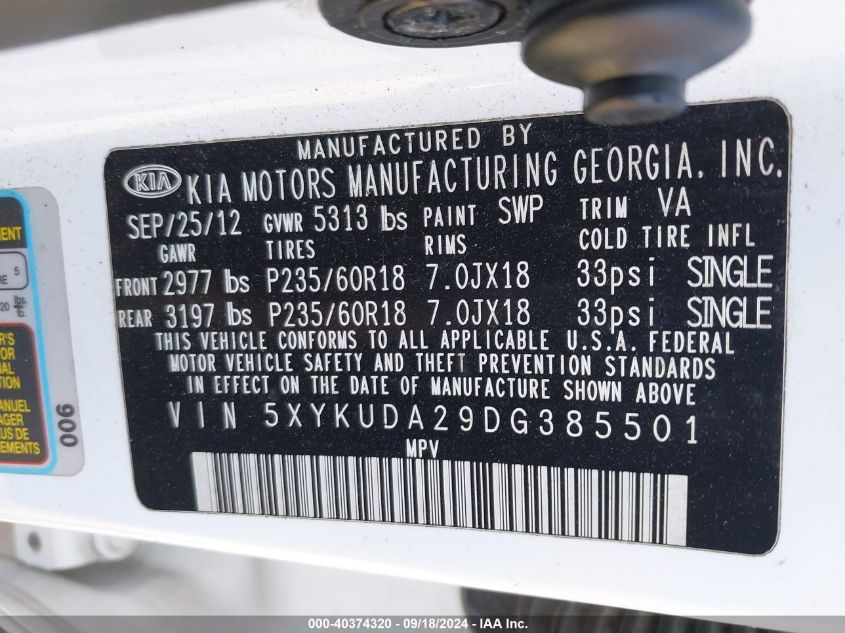 MANUFACTURED BY
KIA KIA MOTORS MANUFACTURING GEORGIA, INC.
SEP/25/12 GVWR 5313 lbs PAINT SWP TRIM VA
GAWR TIRES RIMS COLD TIRE INFL
FRONT 2977 lbs P235/60R18 7.0JX18 33psi SINGLE
REAR 3197 lbs P235/60R18 7.0JX18 33psi SINGLE
THIS VEHICLE CONFORMS TO ALL APPLICABLE U.S.A. FEDERAL
MOTOR VEHICLE SAFETY AND THEFT PREVENTION STANDARDS
IN EFFECT ON THE DATE OF MANUFACTURE SHOWN ABOVE
VIN 5XYKUDA29DG385501
MPV
5
20
006
000-40374320 - 09/18/2024 - IAA Inc.